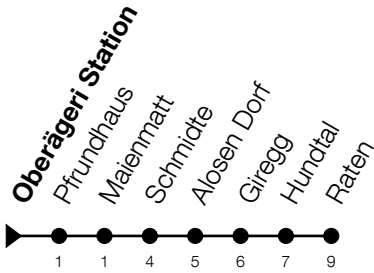 Oberägeri Station
Pfrundhaus
Maienmatt
Schmidte
Alosen Dorf
Giregg
Hundtal
Raten
1 1 4 5 6 7 9